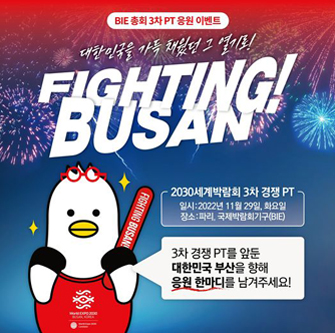 BIE 총회 3차 PT 응원 이벤트
대한민국을 가득 채웠던 그 열기로!
FIGHTING!
BUSAN
2030세계박람회 3차 경쟁 PT
일시: 2022년 11월 29일, 화요일
장소: 파리, 국제박람회기구(BIE)
FIGHTING BUSAN
3차 경쟁 PT를 앞둔
대한민국 부산을 향해
응원 한마디를 남겨주세요!
World EXPO 2030
BUSAN, KOREA